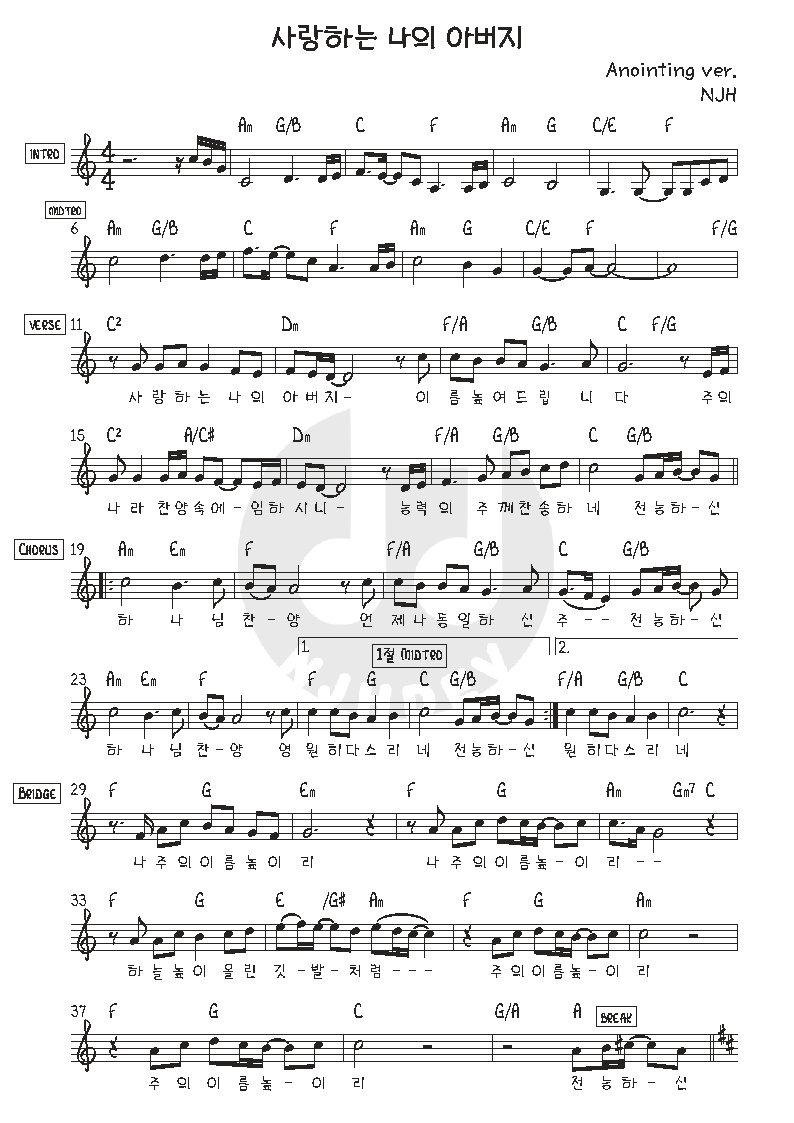 사랑하는 나의 아버지
Anointing ver.
NJH
INTRO
Am G/B C F Am G C/E F
4
4
MIDTRO
6 Am G/B C F Am G C/E F F/G
VERSE 11 C² Dm F/A G/B C F/G
사랑하는 나의 아버지- 이름높여드립 니다 주의
15 C² A/C# Dm F/A G/B C G/B
나라 찬양속에-임하시니- 능력의 주께찬송하 네 전능하-신
CHORUS 19 Am Em F F/A G/B C G/B
하 나님 찬-양 언제나동일하 신 주-- 전능하-신
1. 1절 MIDTRO 2.
23 Am Em F F G C G/B F/A G/B C
하 나님 찬-양 영원히다스리 네 전능하-신 원히다스리 네
BRIDGE 29 F G Em F G Am Gm7 C
나 주의이름높이 리 나 주의이름높-이 리--
33 F G E /G# Am F G Am
하늘높이 올린 깃-발-처럼--- 주의이름높-이 리
37 F G C G/A A BREAK
주의 이름높-이 리 전능하-신
NJHney